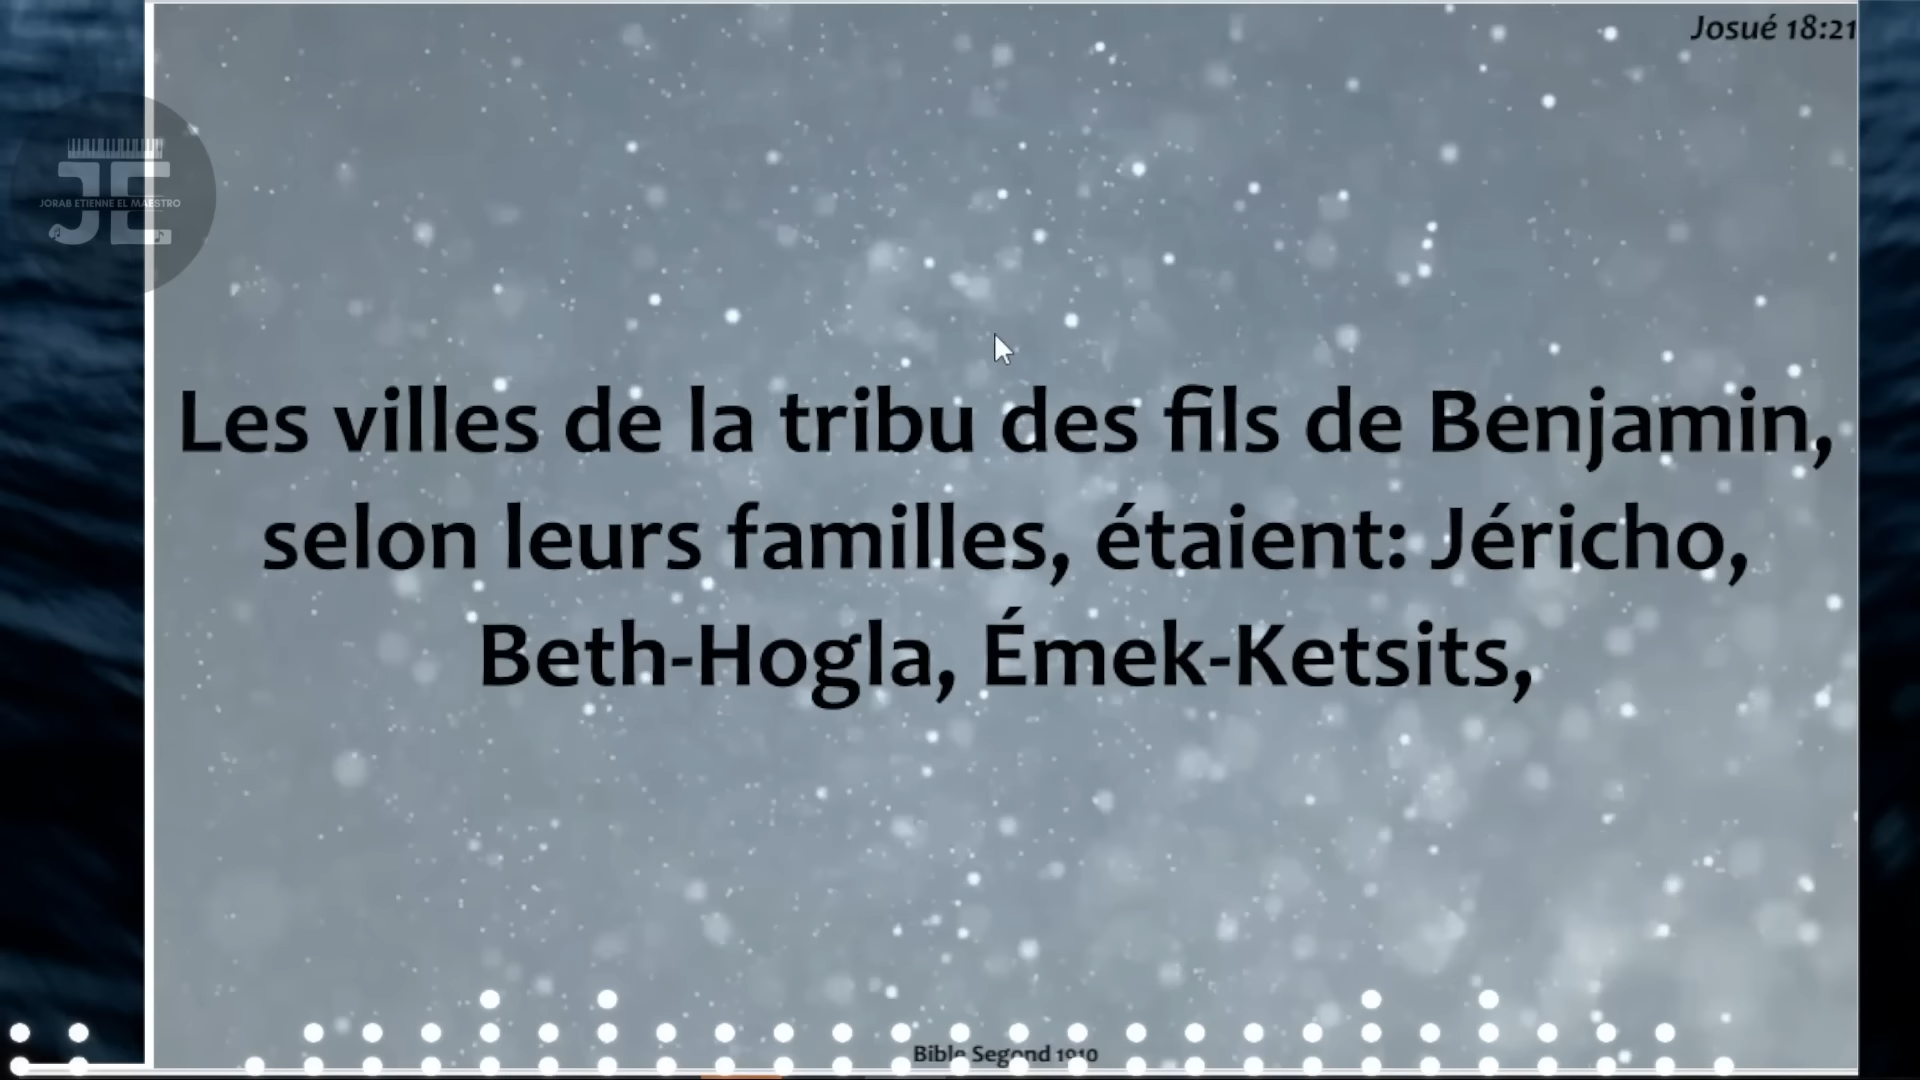 Josué 18:21
JE
JORAB ETIENNE EL MAESTRO
Les villes de la tribu des fils de Benjamin,
selon leurs familles, étaient: Jéricho,
Beth-Hogla, Émek-Ketsits,
Bible Segond 1910